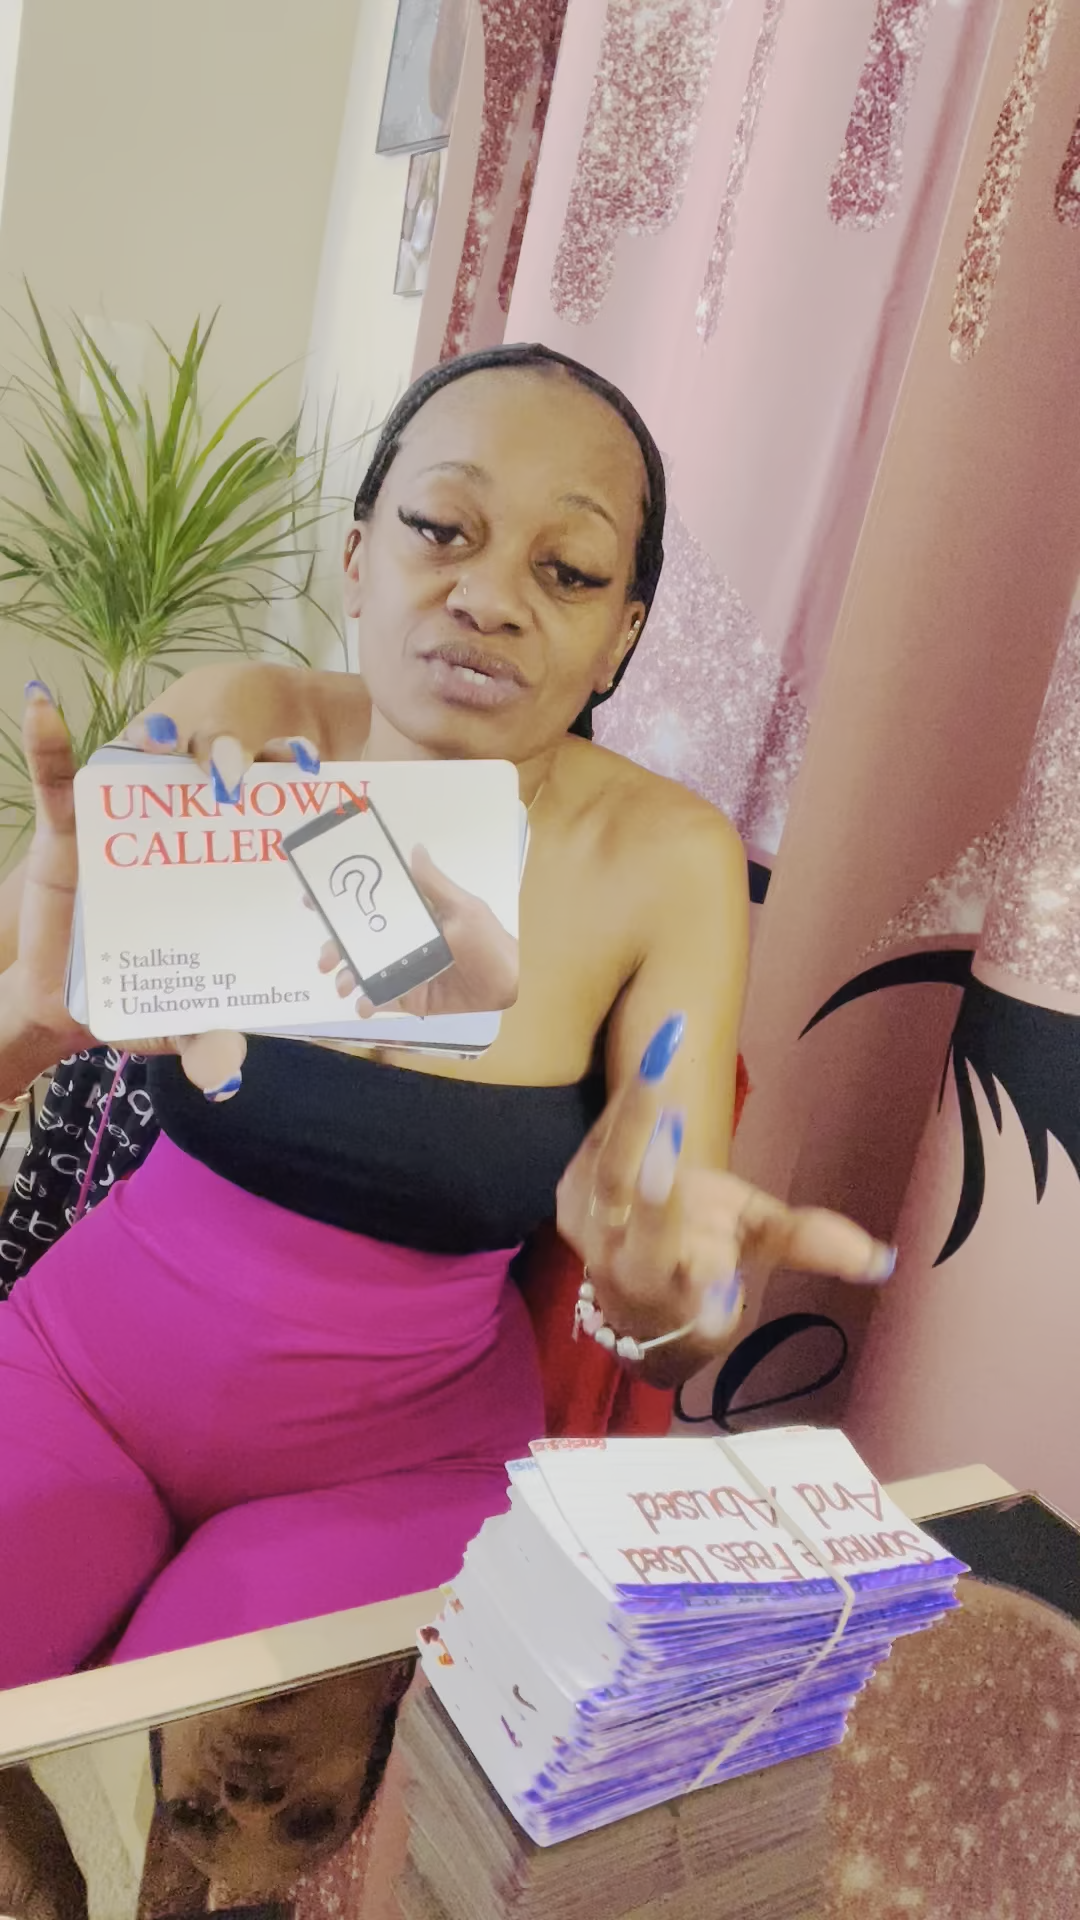 UNKNOWN
CALLER
?
* Stalking
* Hanging up
* Unknown numbers
Someone Feels Used
And Abused